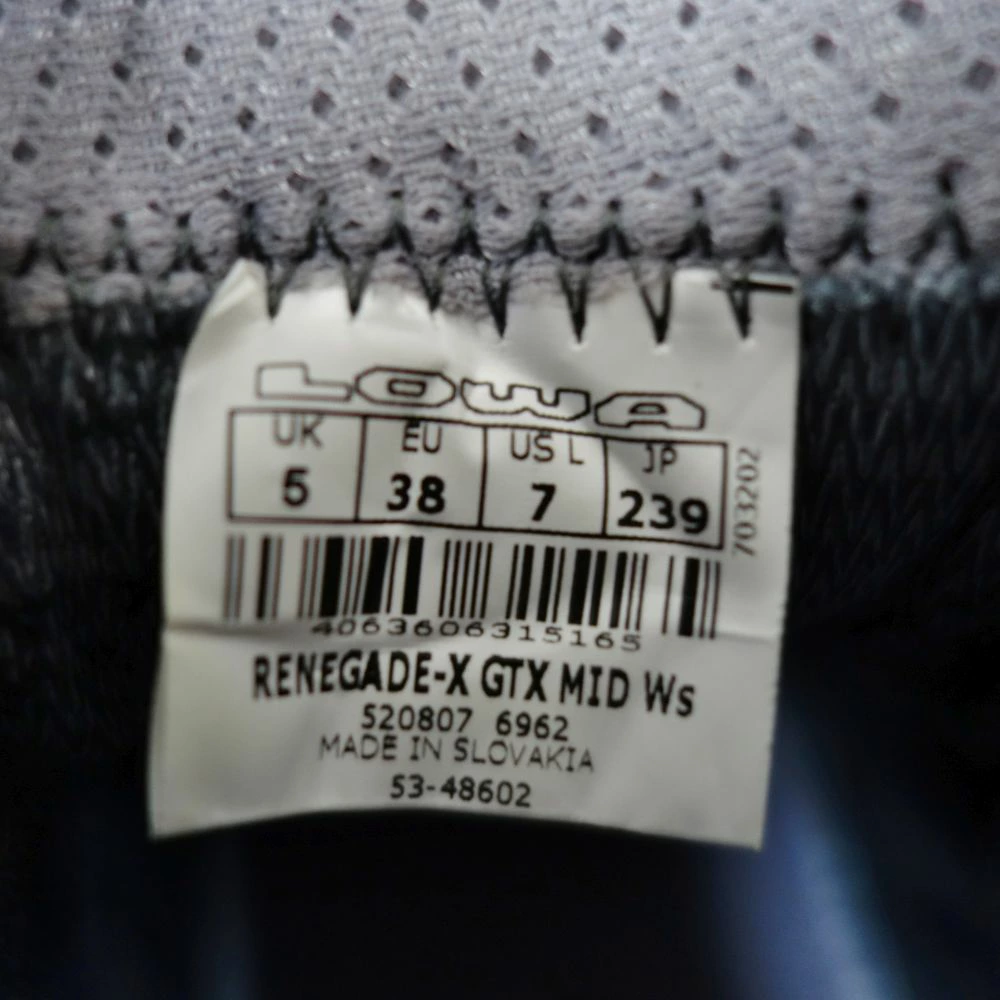 LOWA
UK EU US L JP
5 38 7 239
703202
4063606315165
RENEGADE-X GTX MID Ws
520807 6962
MADE IN SLOVAKIA
53-48602